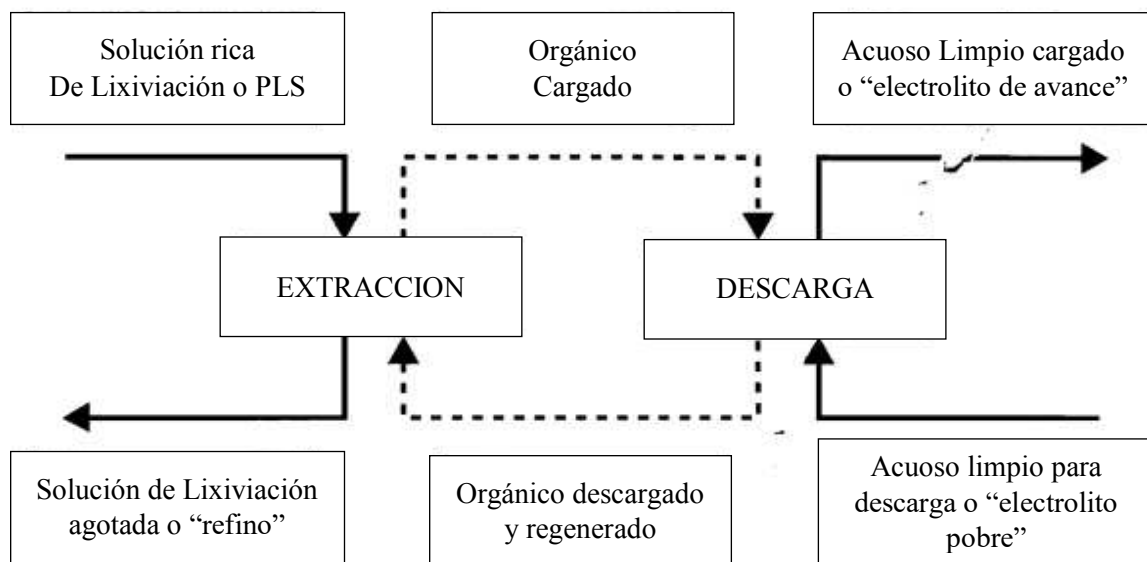 Solución rica
De Lixiviación o PLS
Orgánico
Cargado
Acuoso Limpio cargado
o “electrolito de avance”
EXTRACCION
DESCARGA
Solución de Lixiviación
agotada o “refino”
Orgánico descargado
y regenerado
Acuoso limpio para
descarga o “electrolito
pobre”